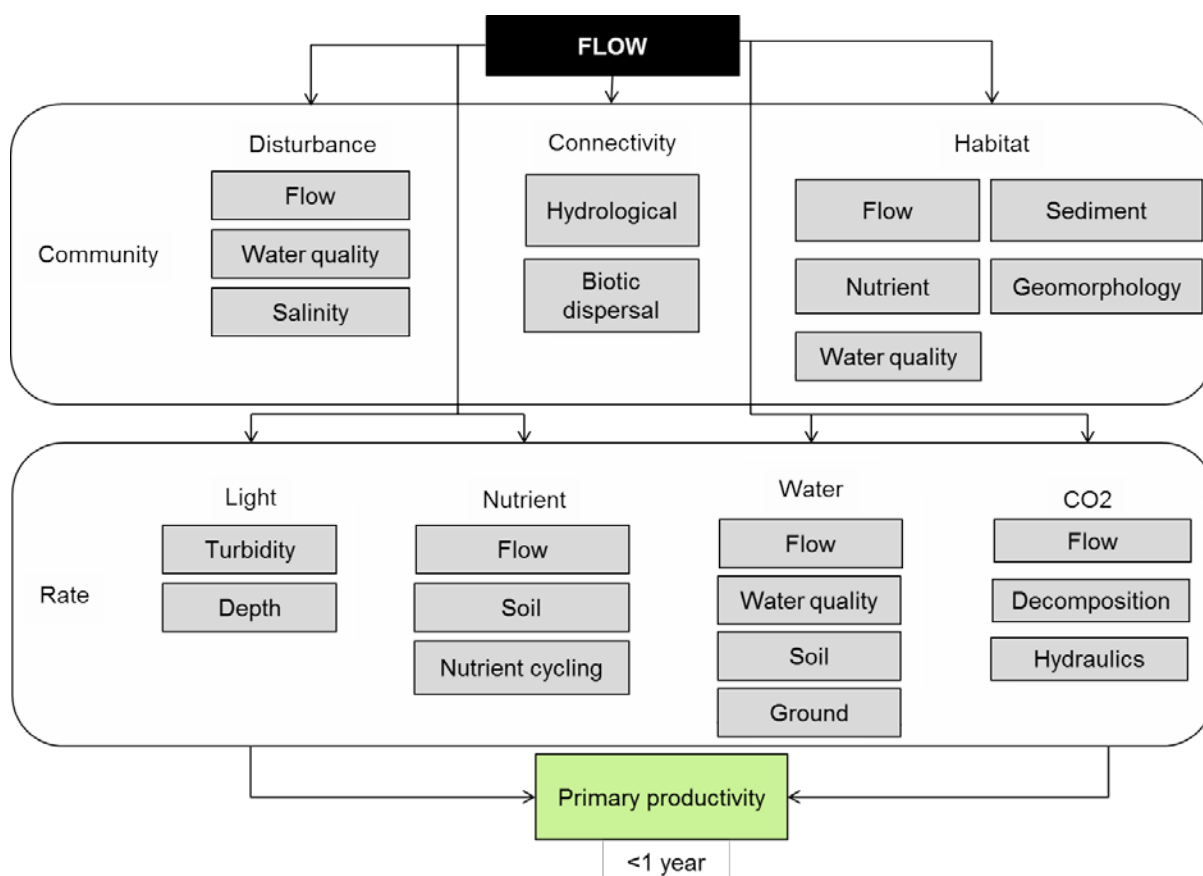 FLOW
Community
Disturbance
Flow
Water quality
Salinity
Connectivity
Hydrological
Biotic
dispersal
Habitat
Flow
Sediment
Nutrient
Geomorphology
Water quality
Rate
Light
Turbidity
Depth
Nutrient
Flow
Soil
Nutrient cycling
Water
Flow
Water quality
Soil
Ground
CO2
Flow
Decomposition
Hydraulics
Primary productivity
<1 year